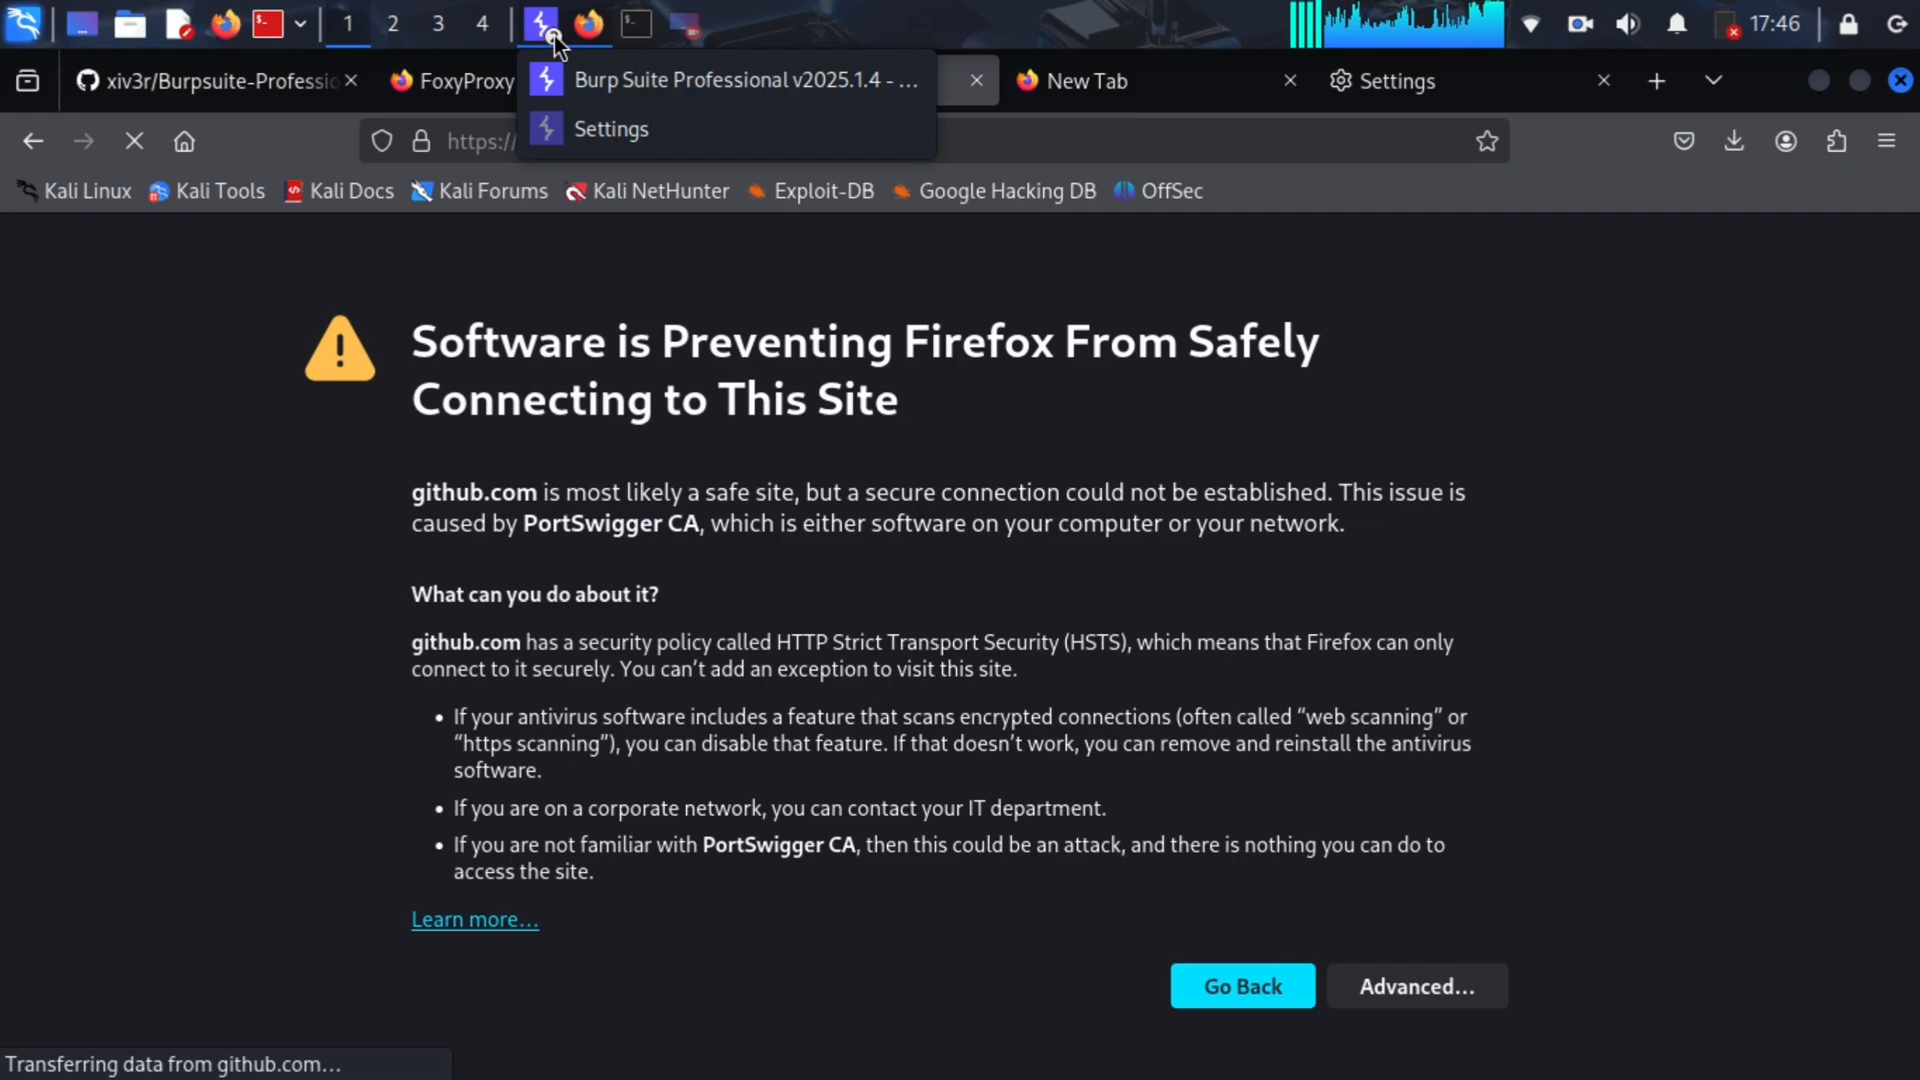 1 2 3 4 17:46
Burp Suite Professional v2025.1.4 - ...
Settings
xiv3r/Burpsuite-Professio
FoxyProxy
New Tab
Settings
https://
Kali Linux Kali Tools Kali Docs Kali Forums Kali NetHunter Exploit-DB Google Hacking DB OffSec
Software is Preventing Firefox From Safely
Connecting to This Site
github.com is most likely a safe site, but a secure connection could not be established. This issue is
caused by PortSwigger CA, which is either software on your computer or your network.
What can you do about it?
github.com has a security policy called HTTP Strict Transport Security (HSTS), which means that Firefox can only
connect to it securely. You can’t add an exception to visit this site.
• If your antivirus software includes a feature that scans encrypted connections (often called “web scanning” or
“https scanning”), you can disable that feature. If that doesn’t work, you can remove and reinstall the antivirus
software.
• If you are on a corporate network, you can contact your IT department.
• If you are not familiar with PortSwigger CA, then this could be an attack, and there is nothing you can do to
access the site.
Learn more…
Go Back Advanced…
Transferring data from github.com…